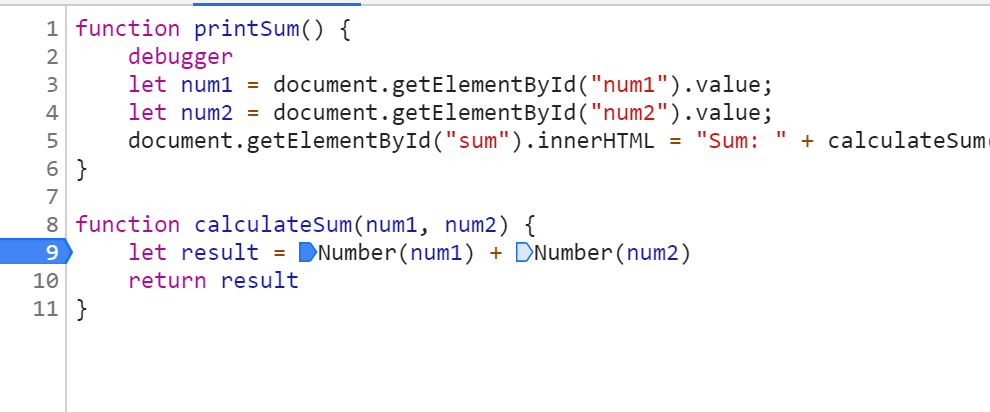 1 function printSum() {
2 debugger
3 let num1 = document.getElementById("num1").value;
4 let num2 = document.getElementById("num2").value;
5 document.getElementById("sum").innerHTML = "Sum: " + calculateSum(
6 }
7
8 function calculateSum(num1, num2) {
9 let result = Number(num1) + Number(num2)
10 return result
11 }